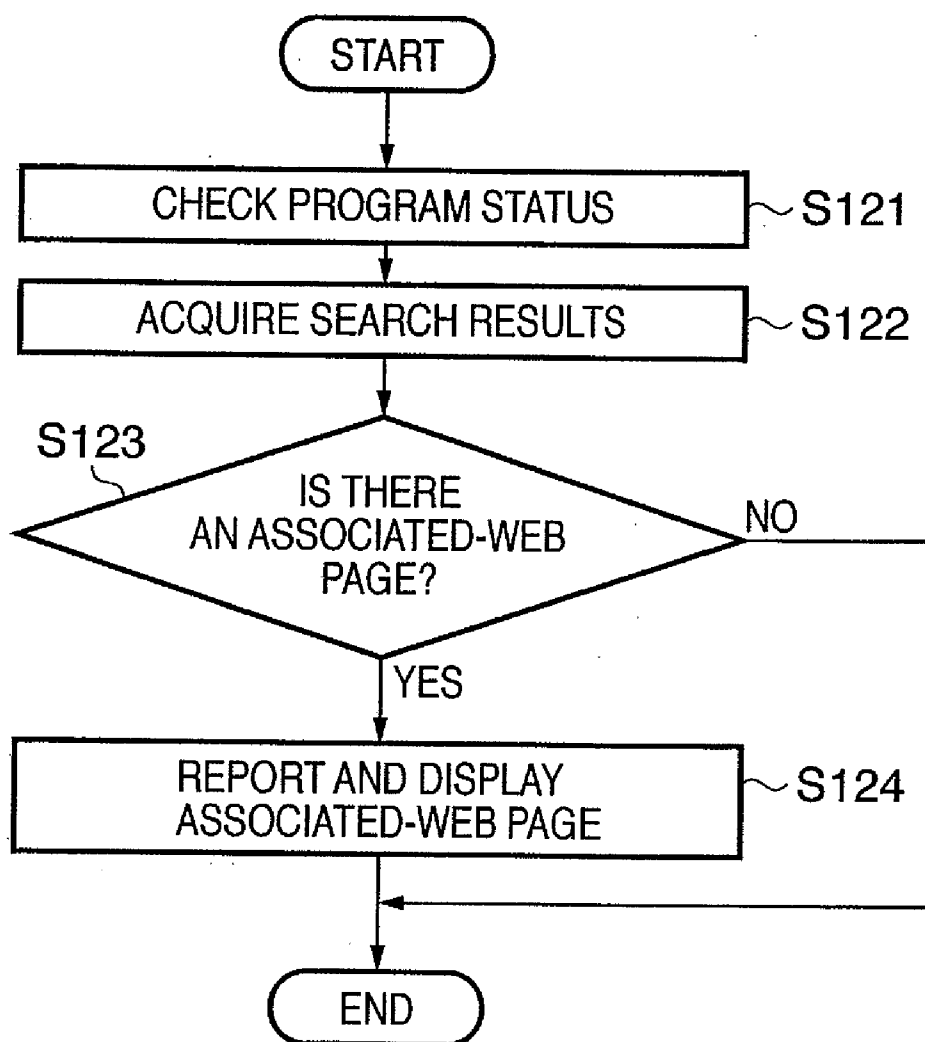 START
CHECK PROGRAM STATUS
S121
ACQUIRE SEARCH RESULTS
S122
S123
IS THERE
AN ASSOCIATED-WEB
PAGE?
NO
YES
REPORT AND DISPLAY
ASSOCIATED-WEB PAGE
S124
END